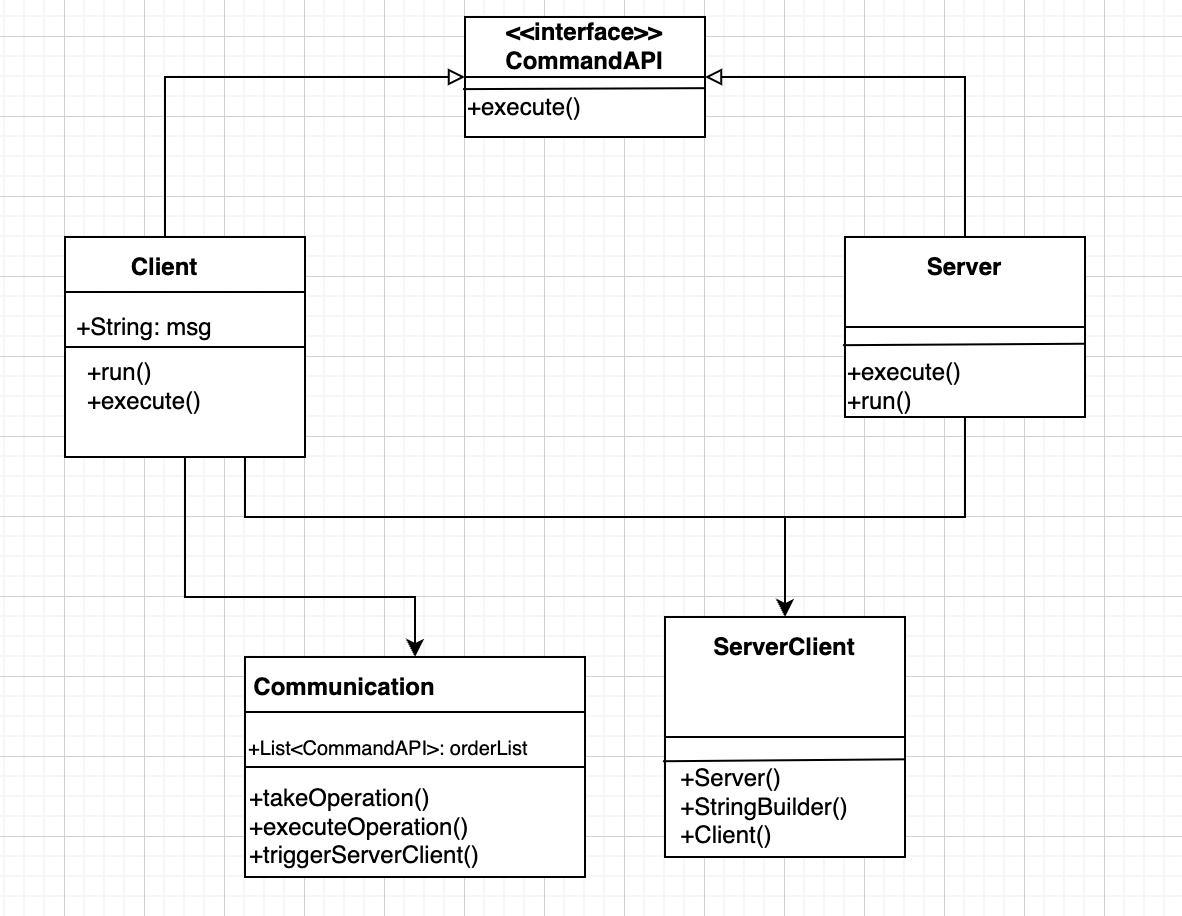 <<interface>>
CommandAPI
+execute()
Client
+String: msg
+run()
+execute()
Server
+execute()
+run()
Communication
+List<CommandAPI>: orderList
+takeOperation()
+executeOperation()
+triggerServerClient()
ServerClient
+Server()
+StringBuilder()
+Client()